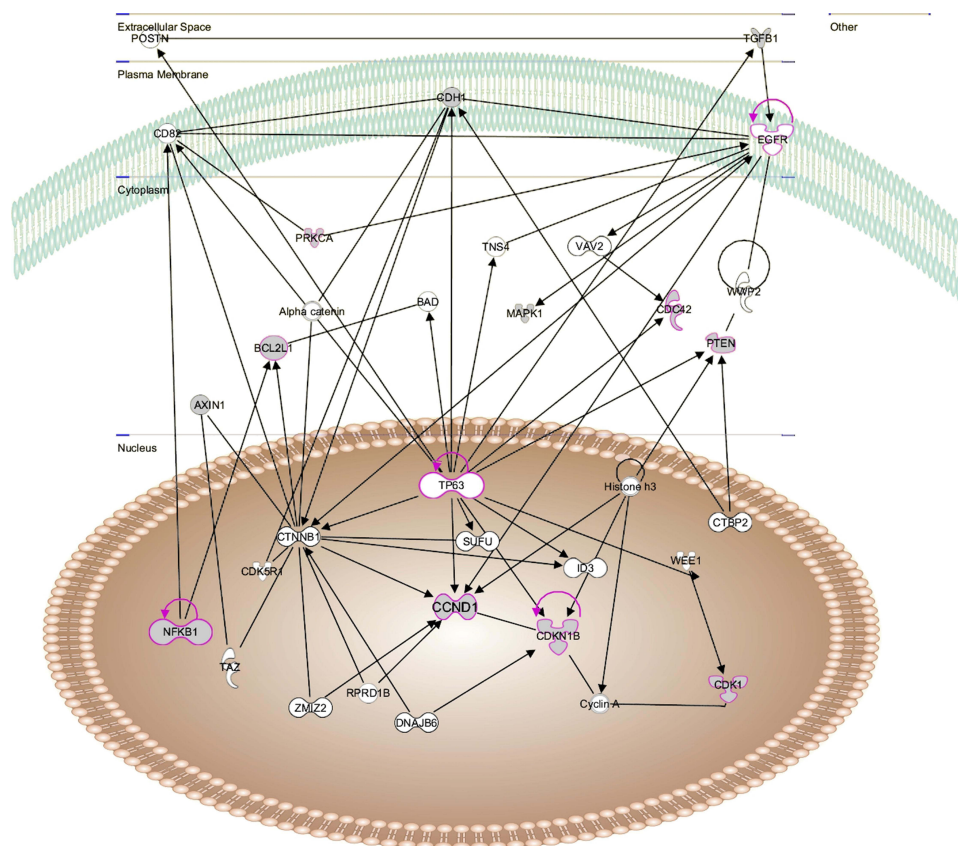 Extracellular Space
Other
POSTN
TGFB1
Plasma Membrane
CDH1
CD82
EGFR
Cytoplasm
PRKCA
TNS4
VAV2
WWP2
Alpha catenin
BAD
MAPK1
CDC42
BCL2L1
PTEN
AXIN1
Nucleus
TP63
Histone h3
CTBP2
CTNNB1
SUFU
CDK5R1
ID3
WEE1
CCND1
NFKB1
CDKN1B
TAZ
RPRD1B
CDK1
ZMIZ2
DNAJB6
Cyclin A